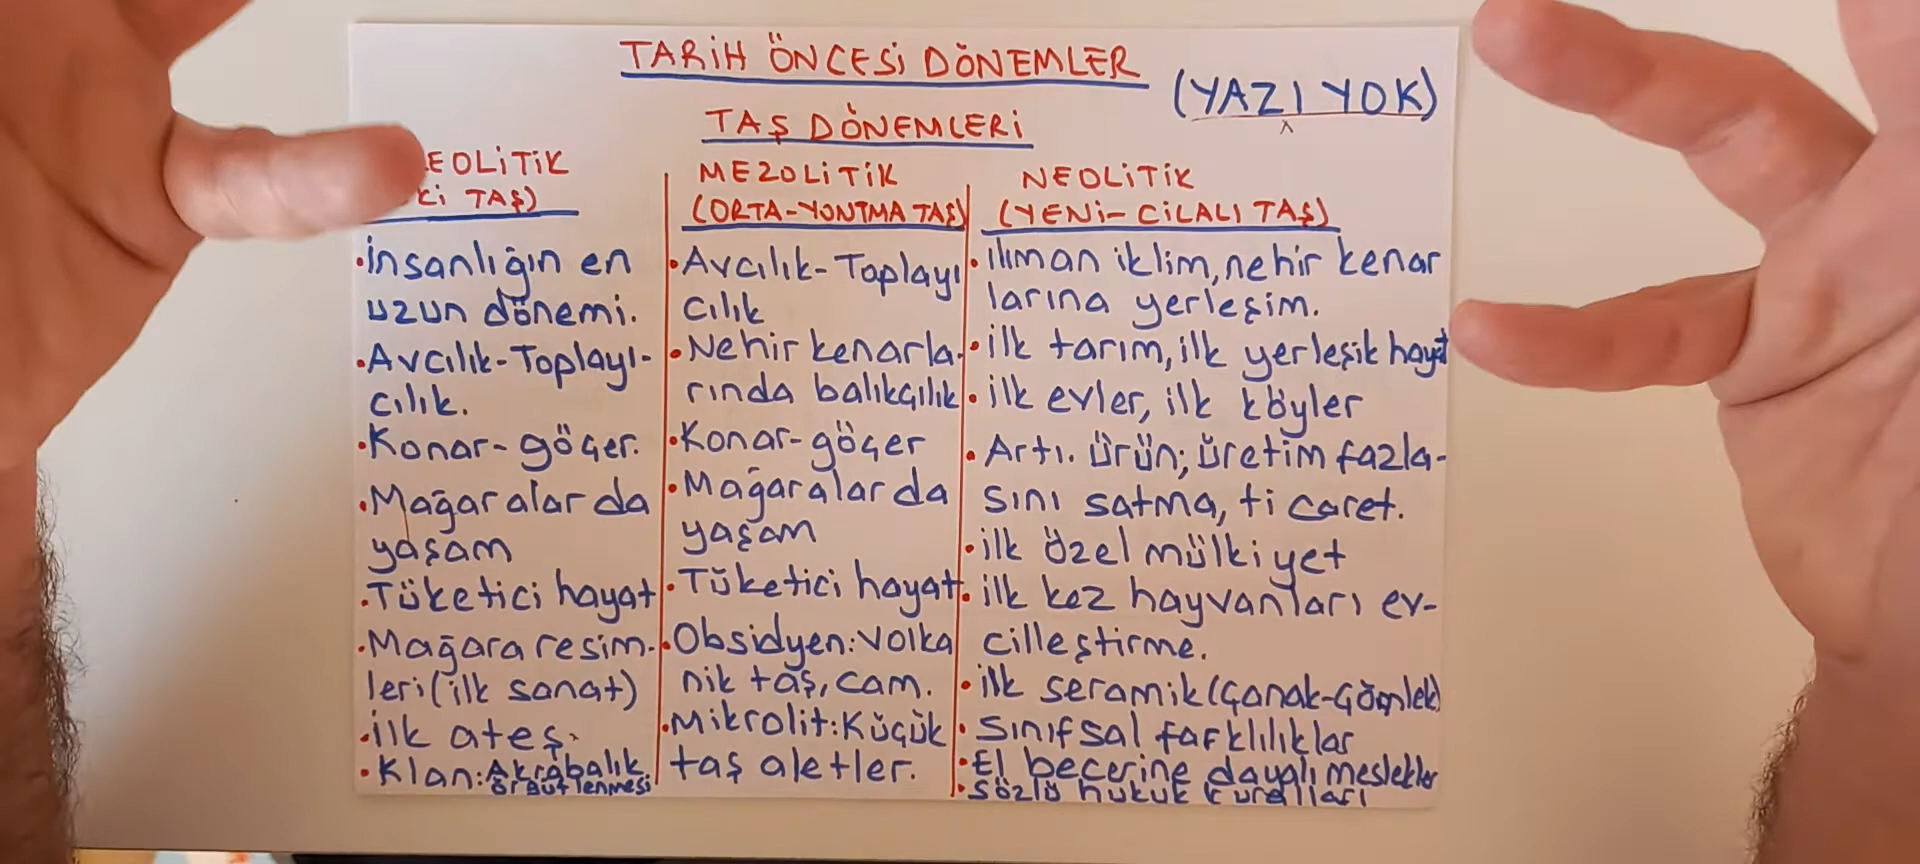 TARİH ÖNCESİ DÖNEMLER
(YAZI YOK)
TAŞ DÖNEMLERİ
EOLİTİK
Kİ TAŞ)
•İnsanlığın en
uzun dönemi.
•Avcılık-Toplayı-
cılık.
•Konar-göçer.
•Mağaralarda
yaşam
•Tüketici hayat
•Mağara resim-
leri(ilk sanat)
•İlk ateş.
•Klan:Akrabalık
örgütlenmesi
MEZOLİTİK
(ORTA-YONTMA TAŞ)
•Avcılık-Toplayı
cılık
•Nehir kenarla-
rında balıkçılık
•Konar-göçer
•Mağaralarda
yaşam
•Tüketici hayat
•Obsidyen:Volka
nik taş,cam.
•Mikrolit:Küçük
taş aletler.
NEOLİTİK
(YENİ-CİLALI TAŞ)
•ılıman iklim,nehir kenar
larına yerleşim.
•ilk tarım,ilk yerleşik hayat
•ilk evler, ilk köyler
•Artı. Ürün; üretim fazla-
sını satma, ticaret.
•ilk özel mülkiyet
•ilk kez hayvanları ev-
cilleştirme.
•ilk seramik(Çanak-Çömlek)
•Sınıfsal farklılıklar
•El becerine dayalı meslekler
•Sözlü hukuk kuralları